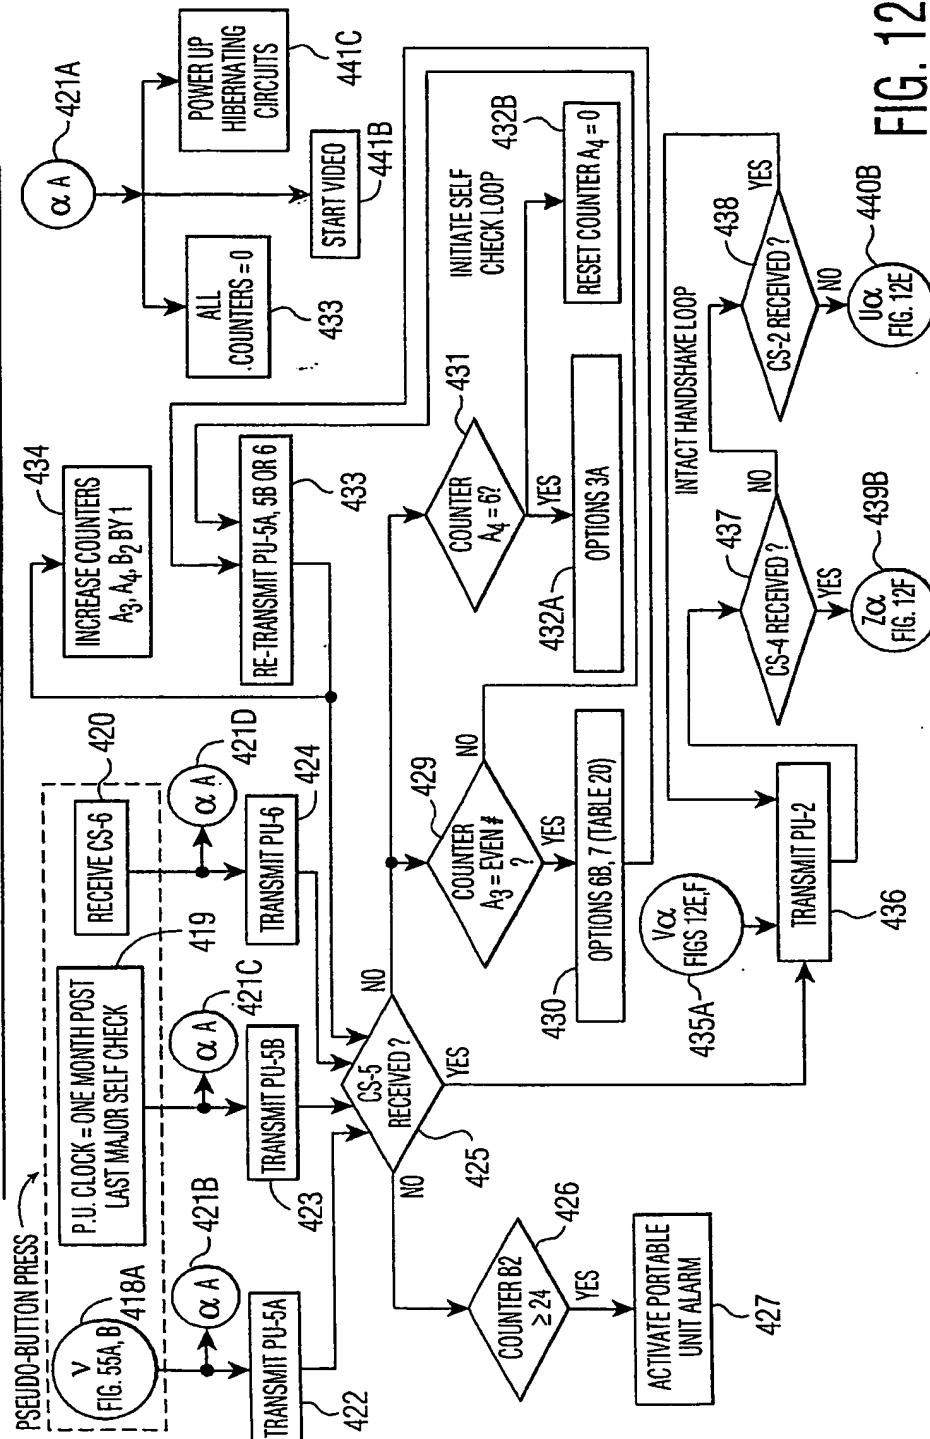 PSEUDO-BUTTON PRESS
V
FIG. 55A, B
418A
P.U. CLOCK = ONE MONTH POST
LAST MAJOR SELF CHECK
419
RECEIVE CS-6
420
α A
421B
α A
421C
α A
421D
TRANSMIT PU-5A
422
TRANSMIT PU-5B
423
TRANSMIT PU-6
424
INCREASE COUNTERS
A3, A4, B2 BY 1
434
α A
421A
ALL
COUNTERS = 0
433
START VIDEO
441B
POWER UP
HIBERNATING
CIRCUITS
441C
RE-TRANSMIT PU-5A, 5B OR 6
433
CS-5
RECEIVED?
425
NO
NO
YES
COUNTER B2
≥ 24
426
YES
ACTIVATE PORTABLE
UNIT ALARM
427
COUNTER
A3 = EVEN #
?
429
NO
YES
OPTIONS 6B, 7 (TABLE 20)
430
COUNTER
A4 = 6?
431
YES
OPTIONS 3A
432A
INITIATE SELF
CHECK LOOP
RESET COUNTER A4 = 0
432B
Vα
FIGS 12E,F
435A
TRANSMIT PU-2
436
INTACT HANDSHAKE LOOP
CS-4 RECEIVED?
437
NO
YES
Zα
FIG. 12F
439B
CS-2 RECEIVED?
438
YES
NO
Uα
FIG. 12E
440B
FIG. 12